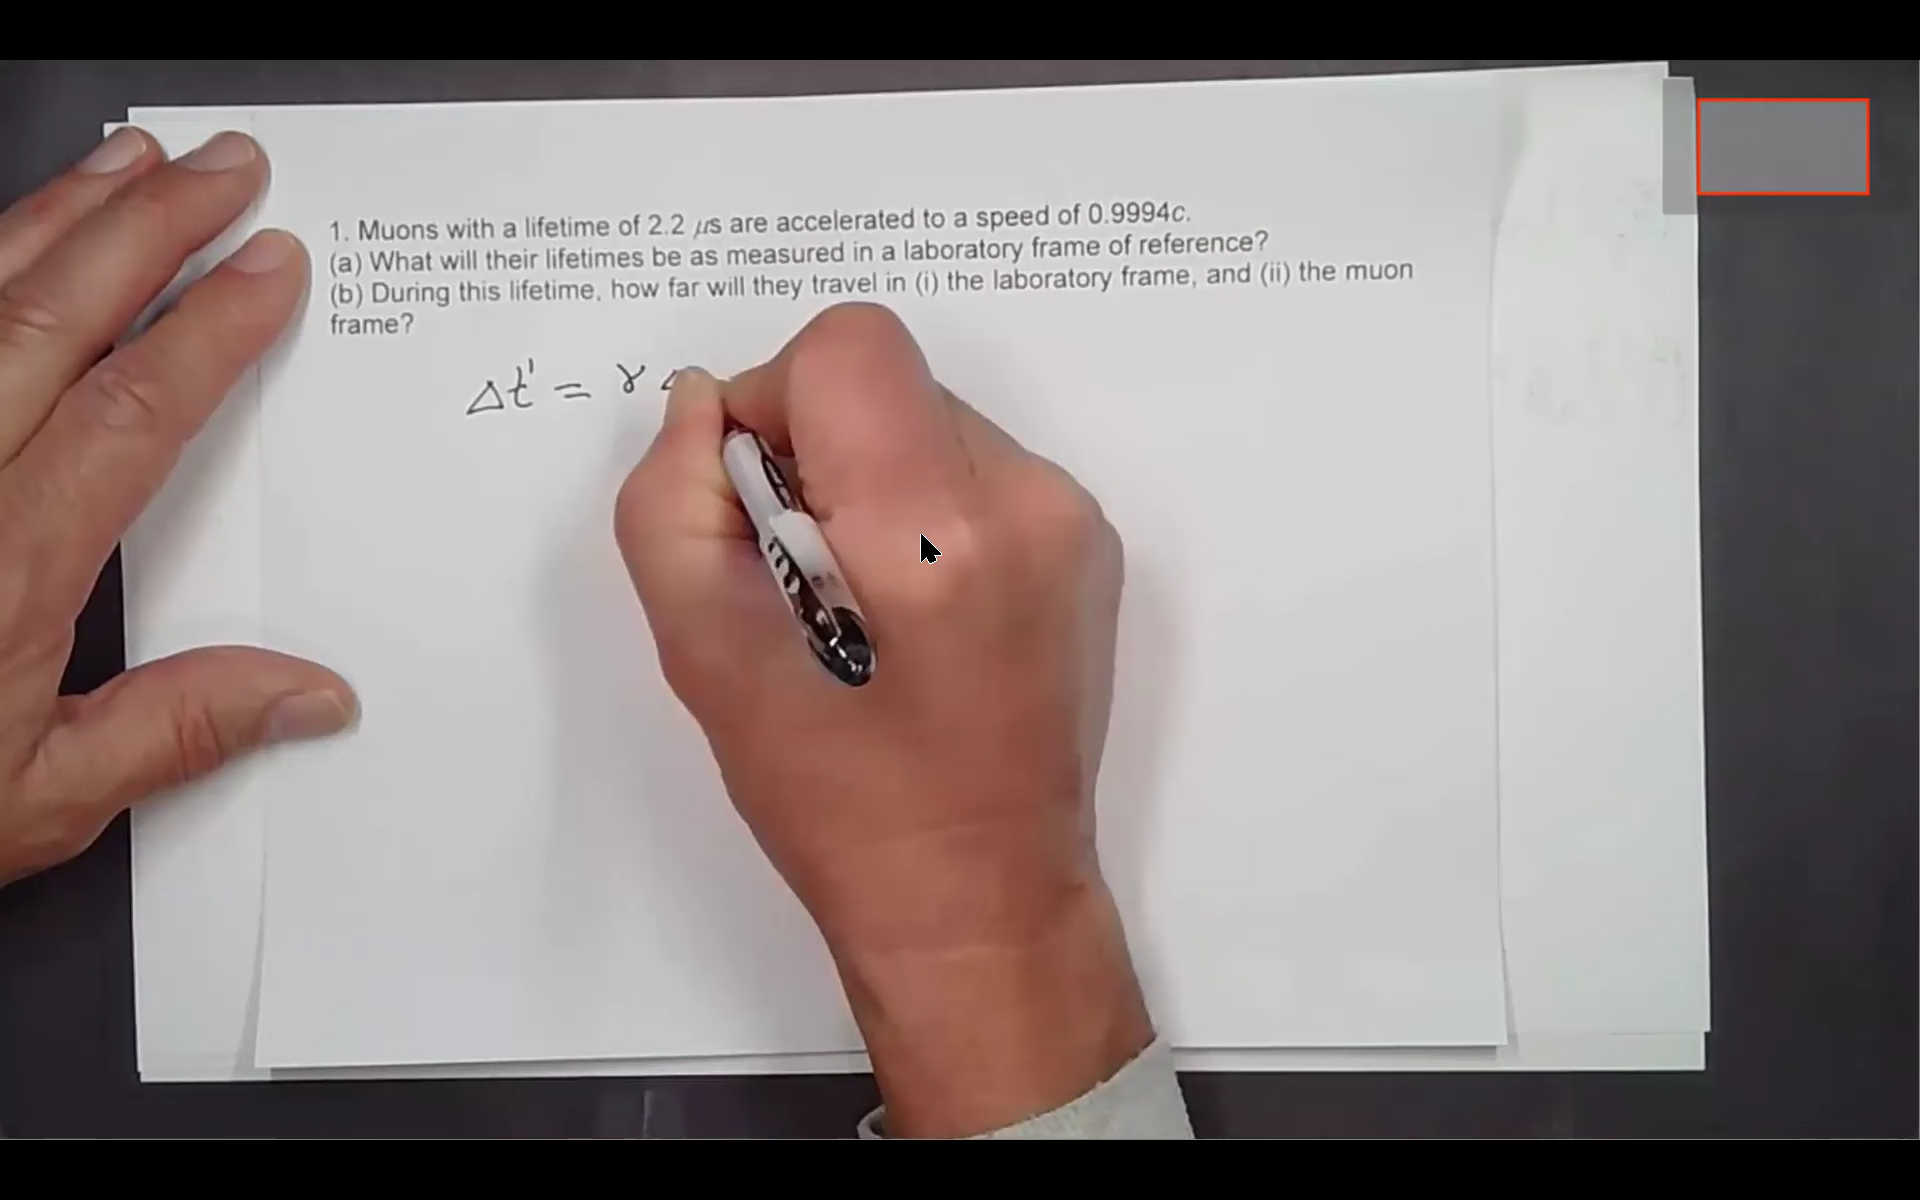 1. Muons with a lifetime of 2.2 μs are accelerated to a speed of 0.9994c.
(a) What will their lifetimes be as measured in a laboratory frame of reference?
(b) During this lifetime, how far will they travel in (i) the laboratory frame, and (ii) the muon
frame?
Δt' = γ Δ